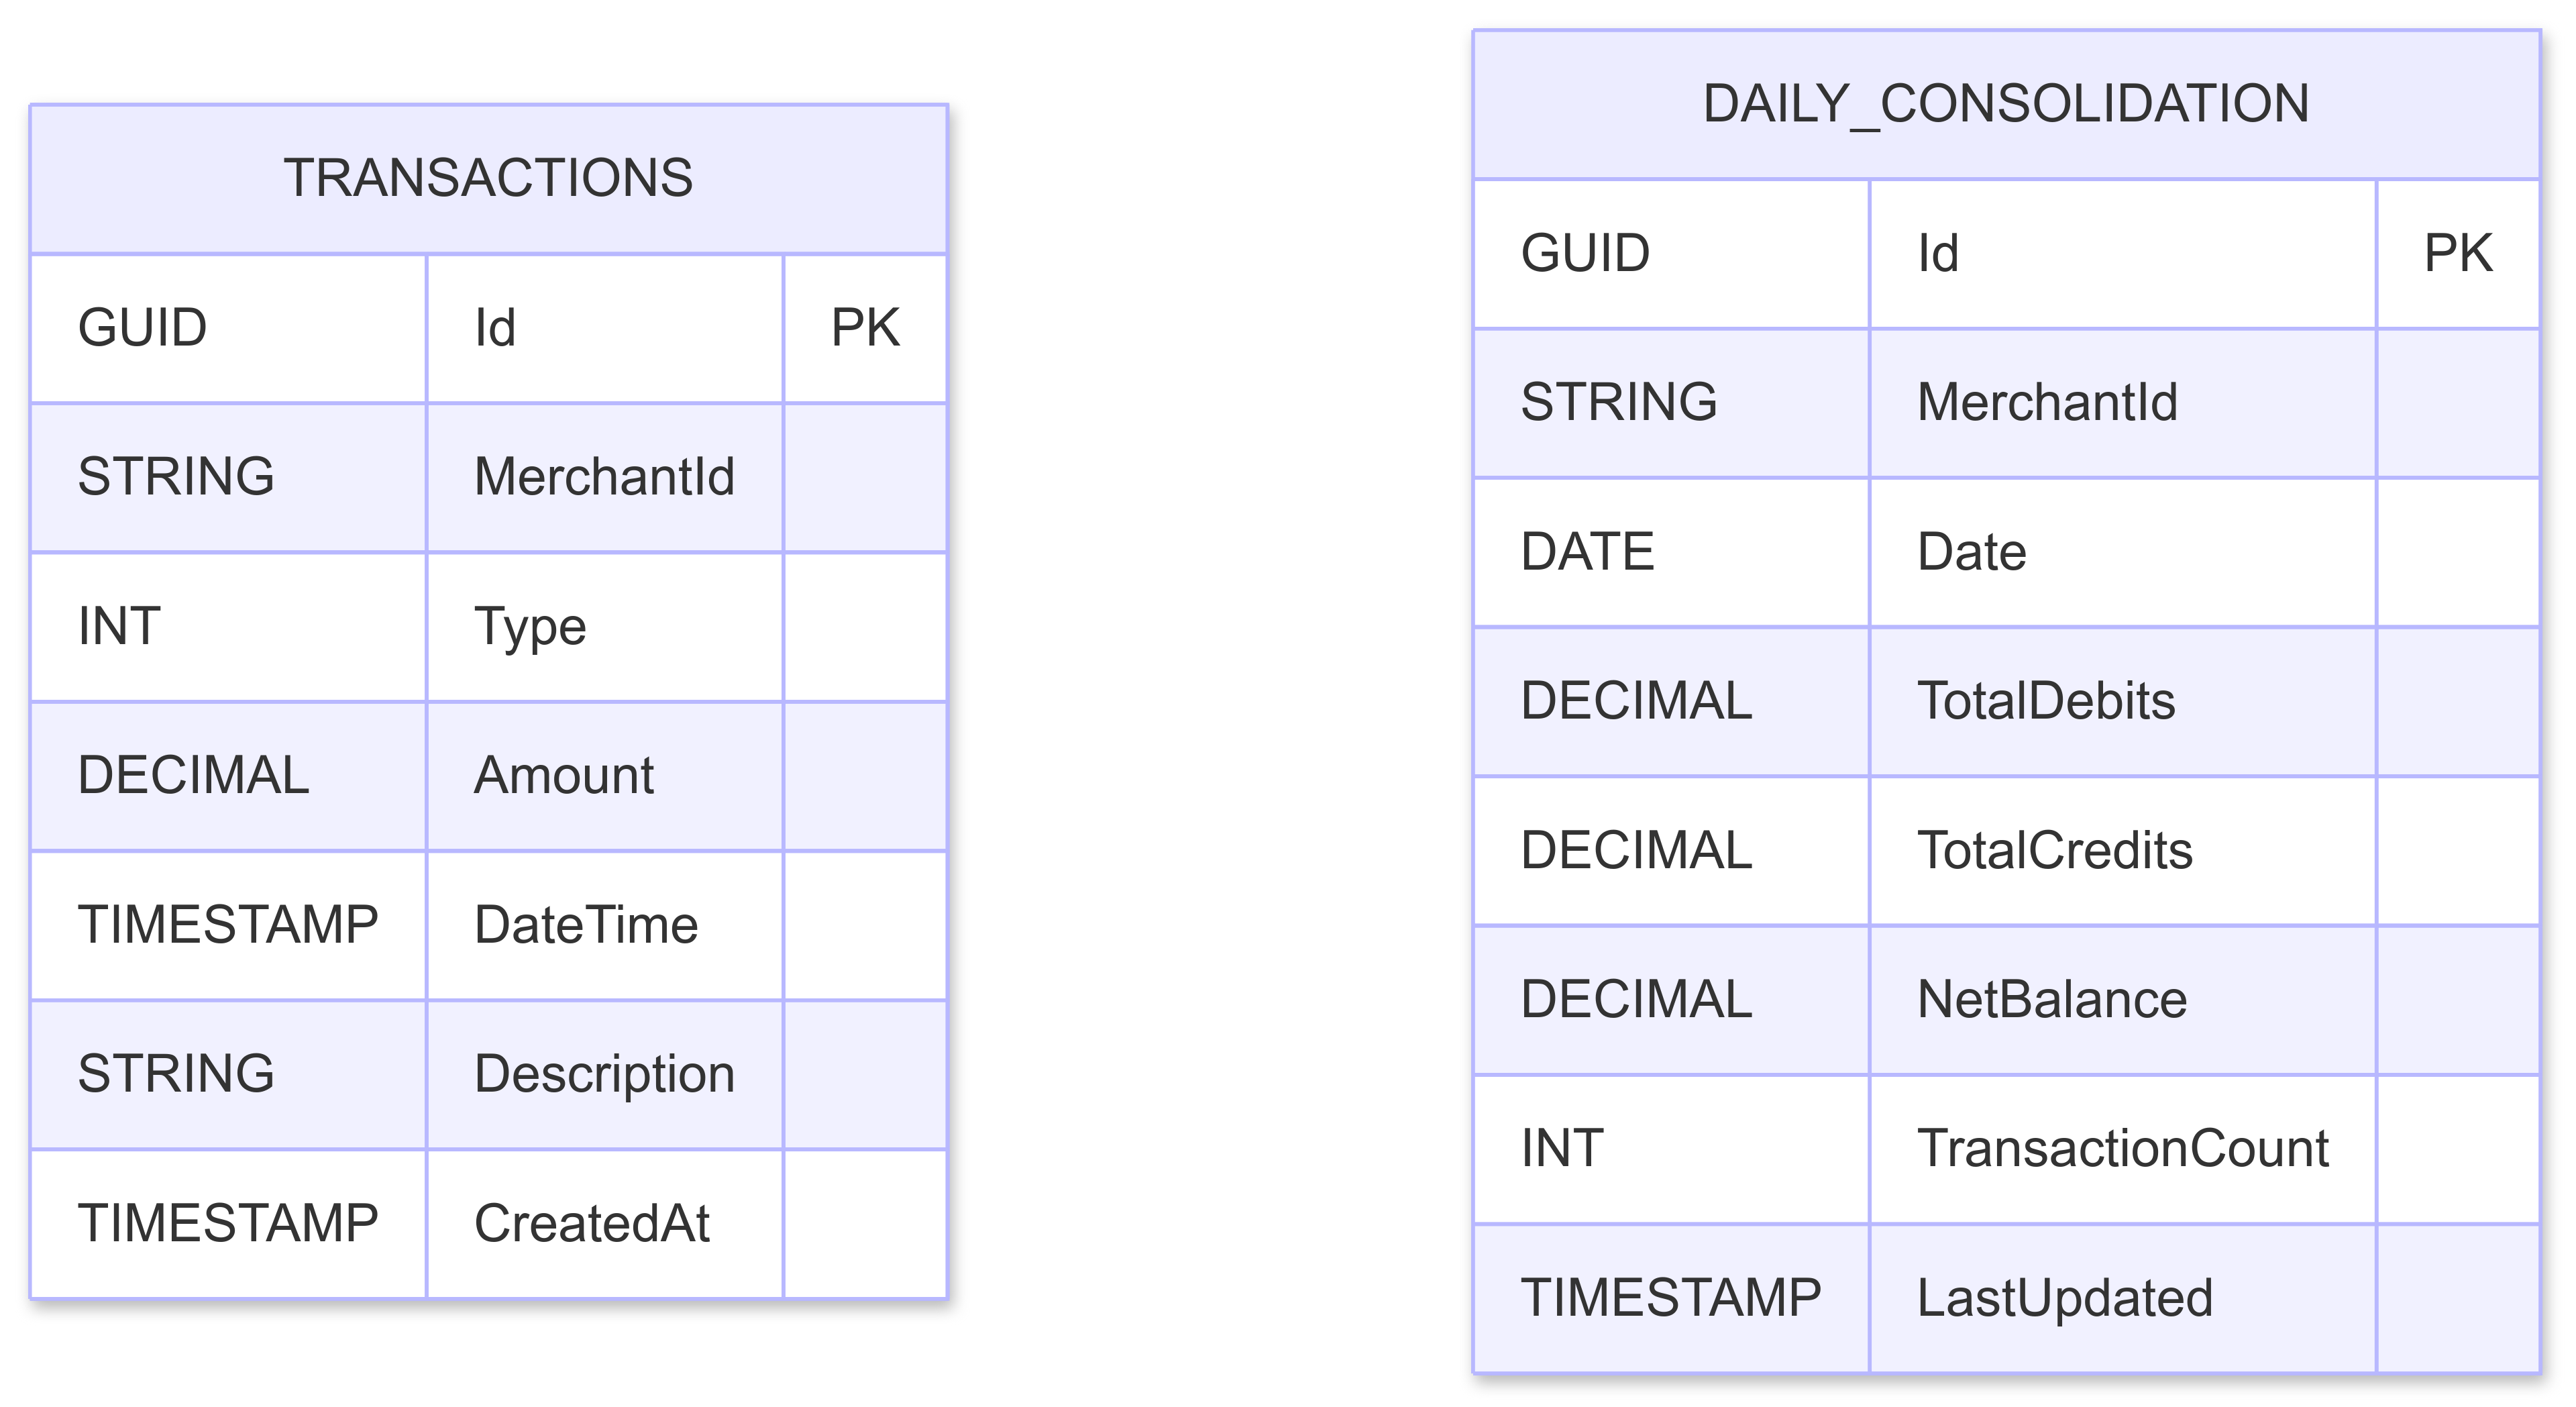 TRANSACTIONS
GUID Id PK
STRING MerchantId
INT Type
DECIMAL Amount
TIMESTAMP DateTime
STRING Description
TIMESTAMP CreatedAt
DAILY_CONSOLIDATION
GUID Id PK
STRING MerchantId
DATE Date
DECIMAL TotalDebits
DECIMAL TotalCredits
DECIMAL NetBalance
INT TransactionCount
TIMESTAMP LastUpdated